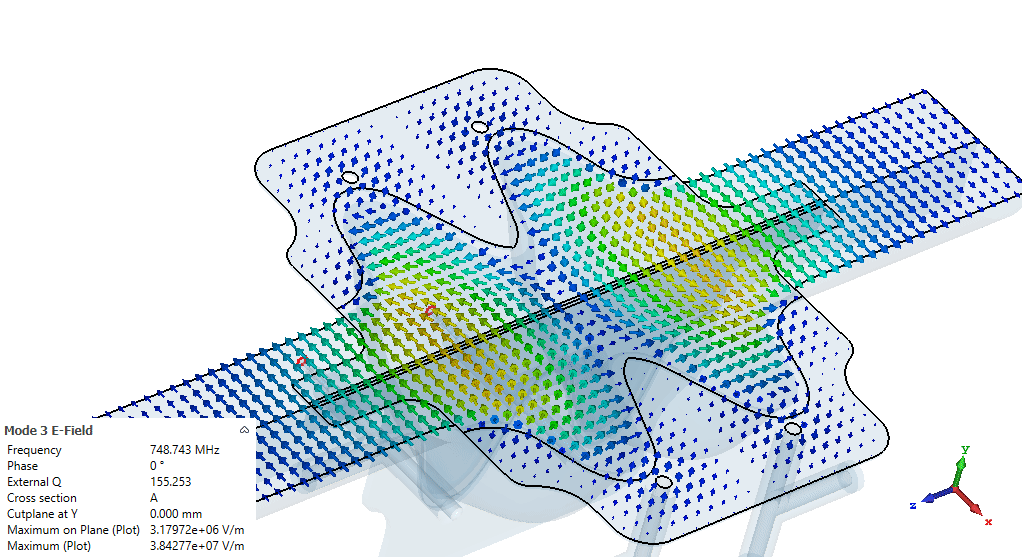 Mode 3 E-Field
Frequency 748.743 MHz
Phase 0 °
External Q 155.253
Cross section A
Cutplane at Y 0.000 mm
Maximum on Plane (Plot) 3.17972e+06 V/m
Maximum (Plot) 3.84277e+07 V/m
y
z
x